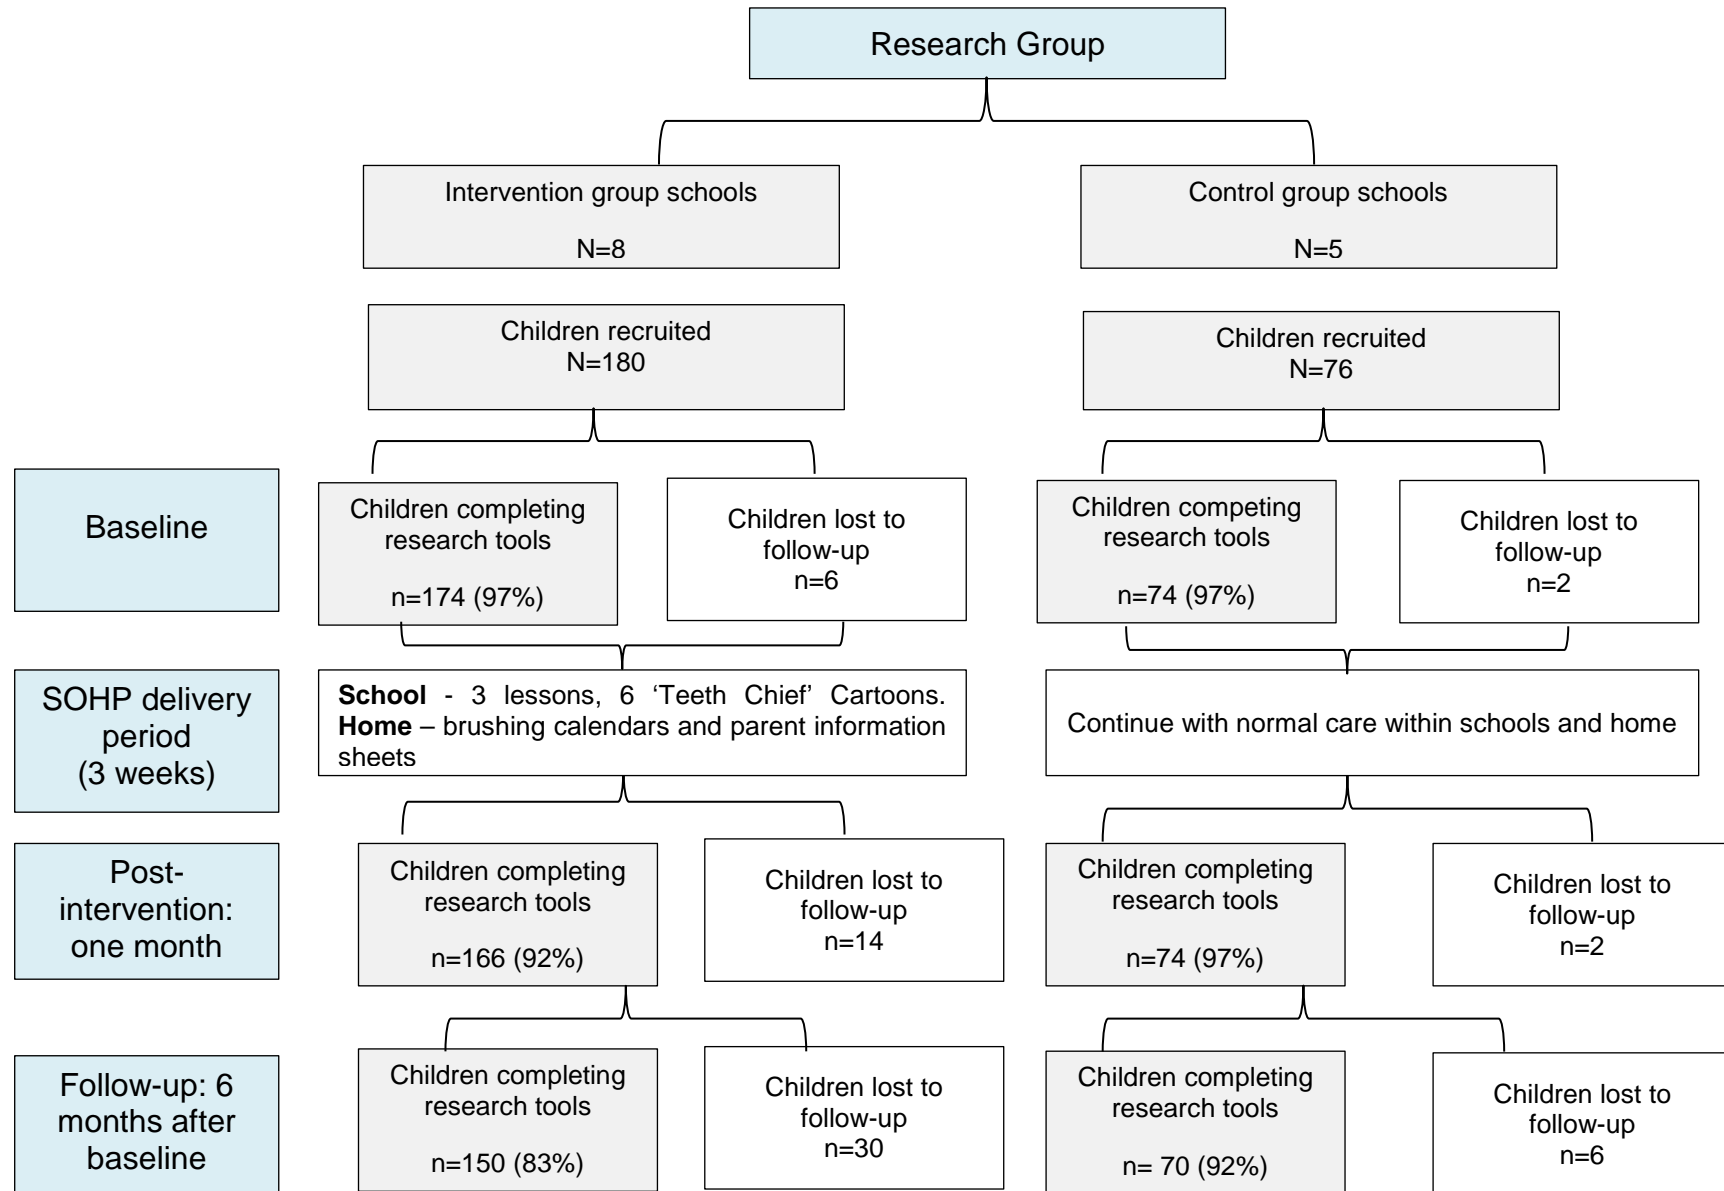 Research Group
Intervention group schools
N=8
Control group schools
N=5
Children recruited
N=180
Children recruited
N=76
Baseline
Children completing
research tools
n=174 (97%)
Children lost to
follow-up
n=6
Children competing
research tools
n=74 (97%)
Children lost to
follow-up
n=2
SOHP delivery
period
(3 weeks)
School - 3 lessons, 6 ‘Teeth Chief’ Cartoons.
Home – brushing calendars and parent information
sheets
Continue with normal care within schools and home
Post-
intervention:
one month
Children completing
research tools
n=166 (92%)
Children lost to
follow-up
n=14
Children completing
research tools
n=74 (97%)
Children lost to
follow-up
n=2
Follow-up: 6
months after
baseline
Children completing
research tools
n=150 (83%)
Children lost to
follow-up
n=30
Children completing
research tools
n= 70 (92%)
Children lost to
follow-up
n=6